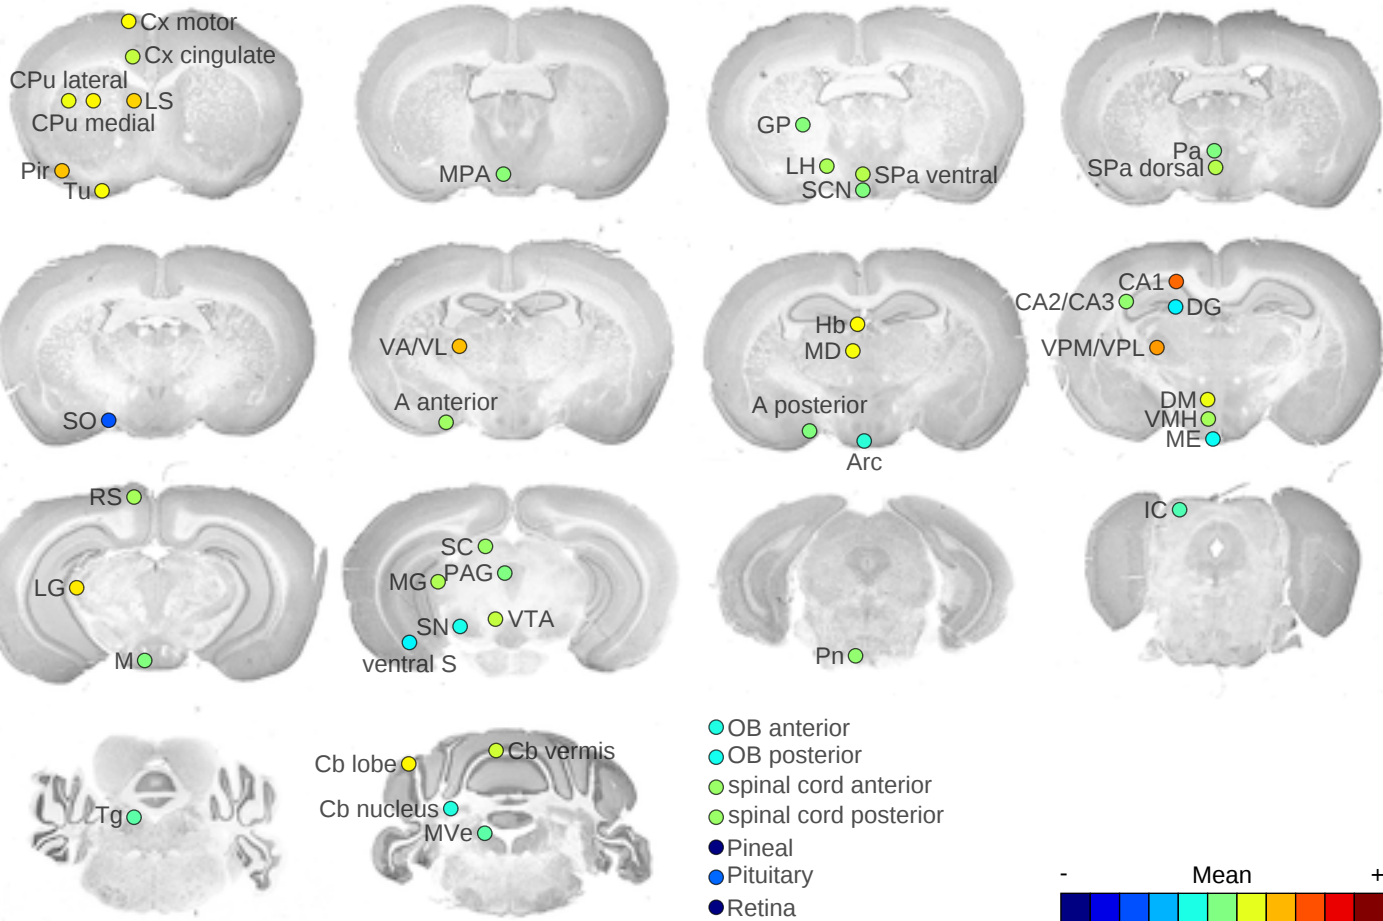 Cx motor
Cx cingulate
CPu lateral
LS
CPu medial
Pir
Tu
MPA
GP
LH
SPa ventral
SCN
Pa
SPa dorsal
SO
VA/VL
A anterior
Hb
MD
A posterior
Arc
CA1
CA2/CA3
DG
VPM/VPL
DM
VMH
ME
RS
LG
M
SC
MG
PAG
SN
VTA
ventral S
Pn
IC
Tg
Cb lobe
Cb vermis
Cb nucleus
MVe
OB anterior
OB posterior
spinal cord anterior
spinal cord posterior
Pineal
Pituitary
Retina
- Mean +